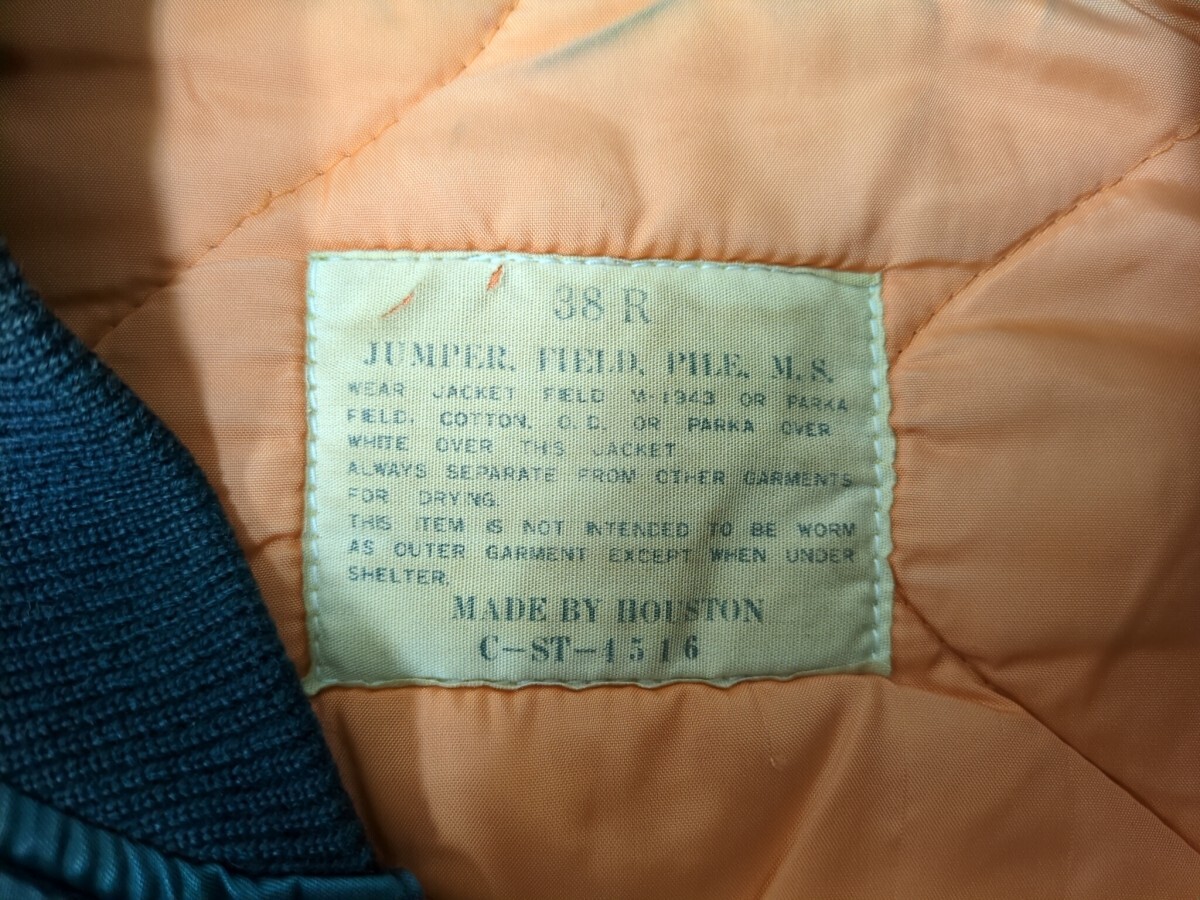 38 R
JUMPER, FIELD, PILE, M. S.
WEAR JACKET FIELD M-1943 OR PARKA
FIELD, COTTON, O. D. OR PARKA OVER
WHITE OVER THIS JACKET
ALWAYS SEPARATE FROM OTHER GARMENTS
FOR DRYING.
THIS ITEM IS NOT INTENDED TO BE WORM
AS OUTER GARMENT EXCEPT WHEN UNDER
SHELTER.
MADE BY HOUSTON
C-ST-1516